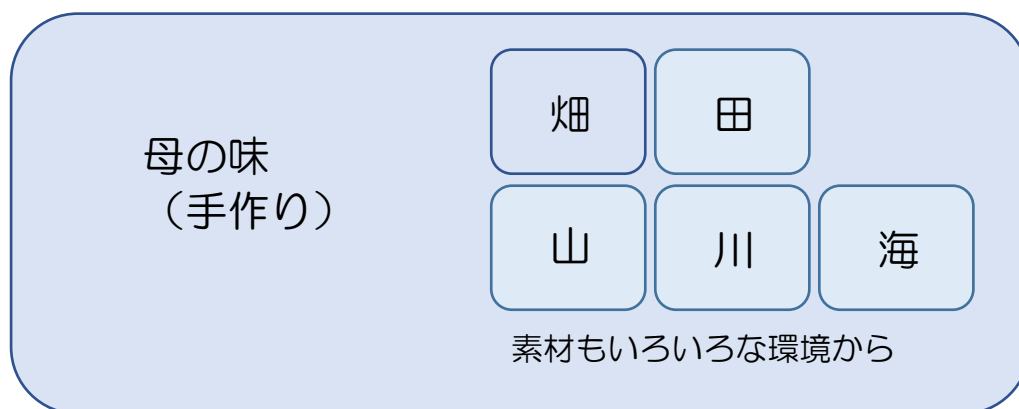 母の味
（手作り）
畑
田
山
川
海
素材もいろいろな環境から